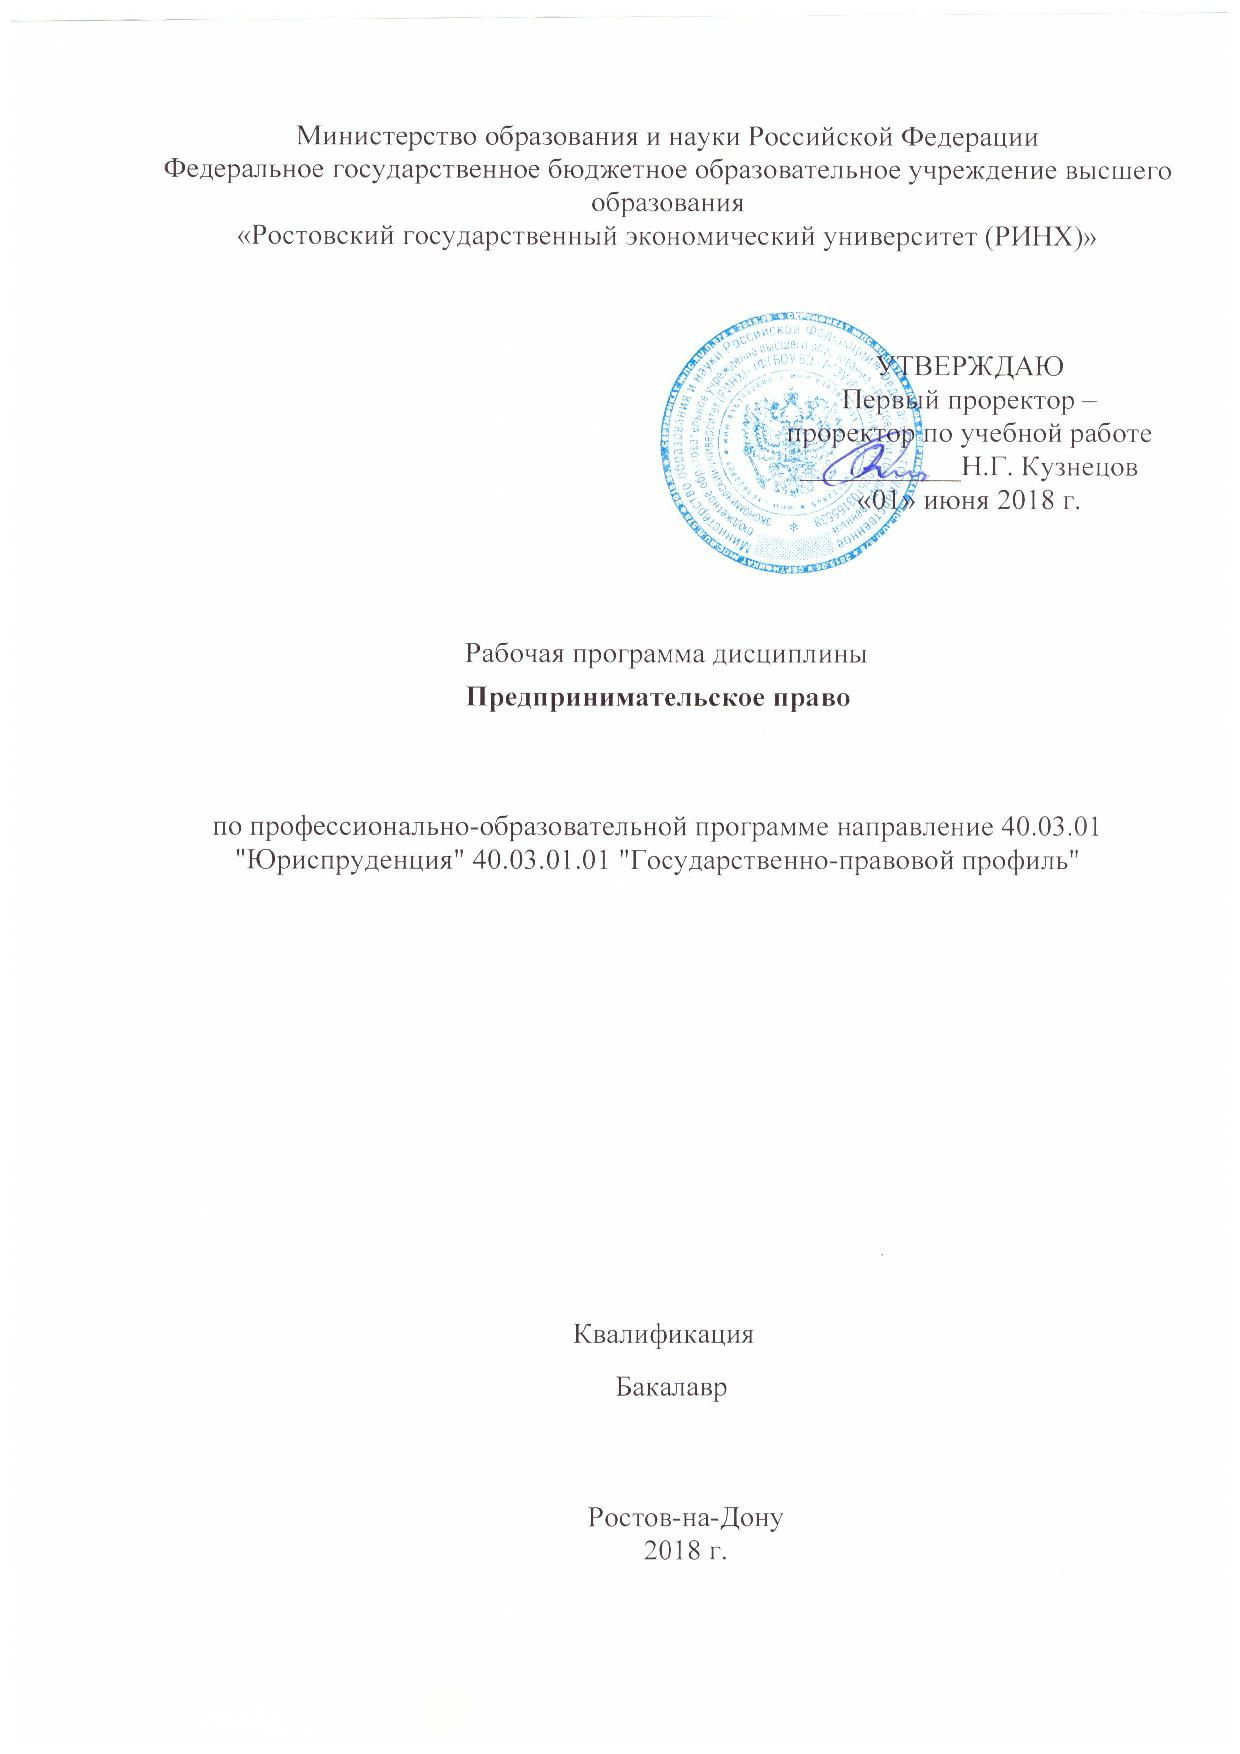 Министерство образования и науки Российской Федерации
Федеральное государственное бюджетное образовательное учреждение высшего
образования
«Ростовский государственный экономический университет (РИНХ)»
УТВЕРЖДАЮ
Первый проректор –
проректор по учебной работе
Н.Г. Кузнецов
«01» июня 2018 г.
Рабочая программа дисциплины
Предпринимательское право
по профессионально-образовательной программе направление 40.03.01
"Юриспруденция" 40.03.01.01 "Государственно-правовой профиль"
Квалификация
Бакалавр
Ростов-на-Дону
2018 г.